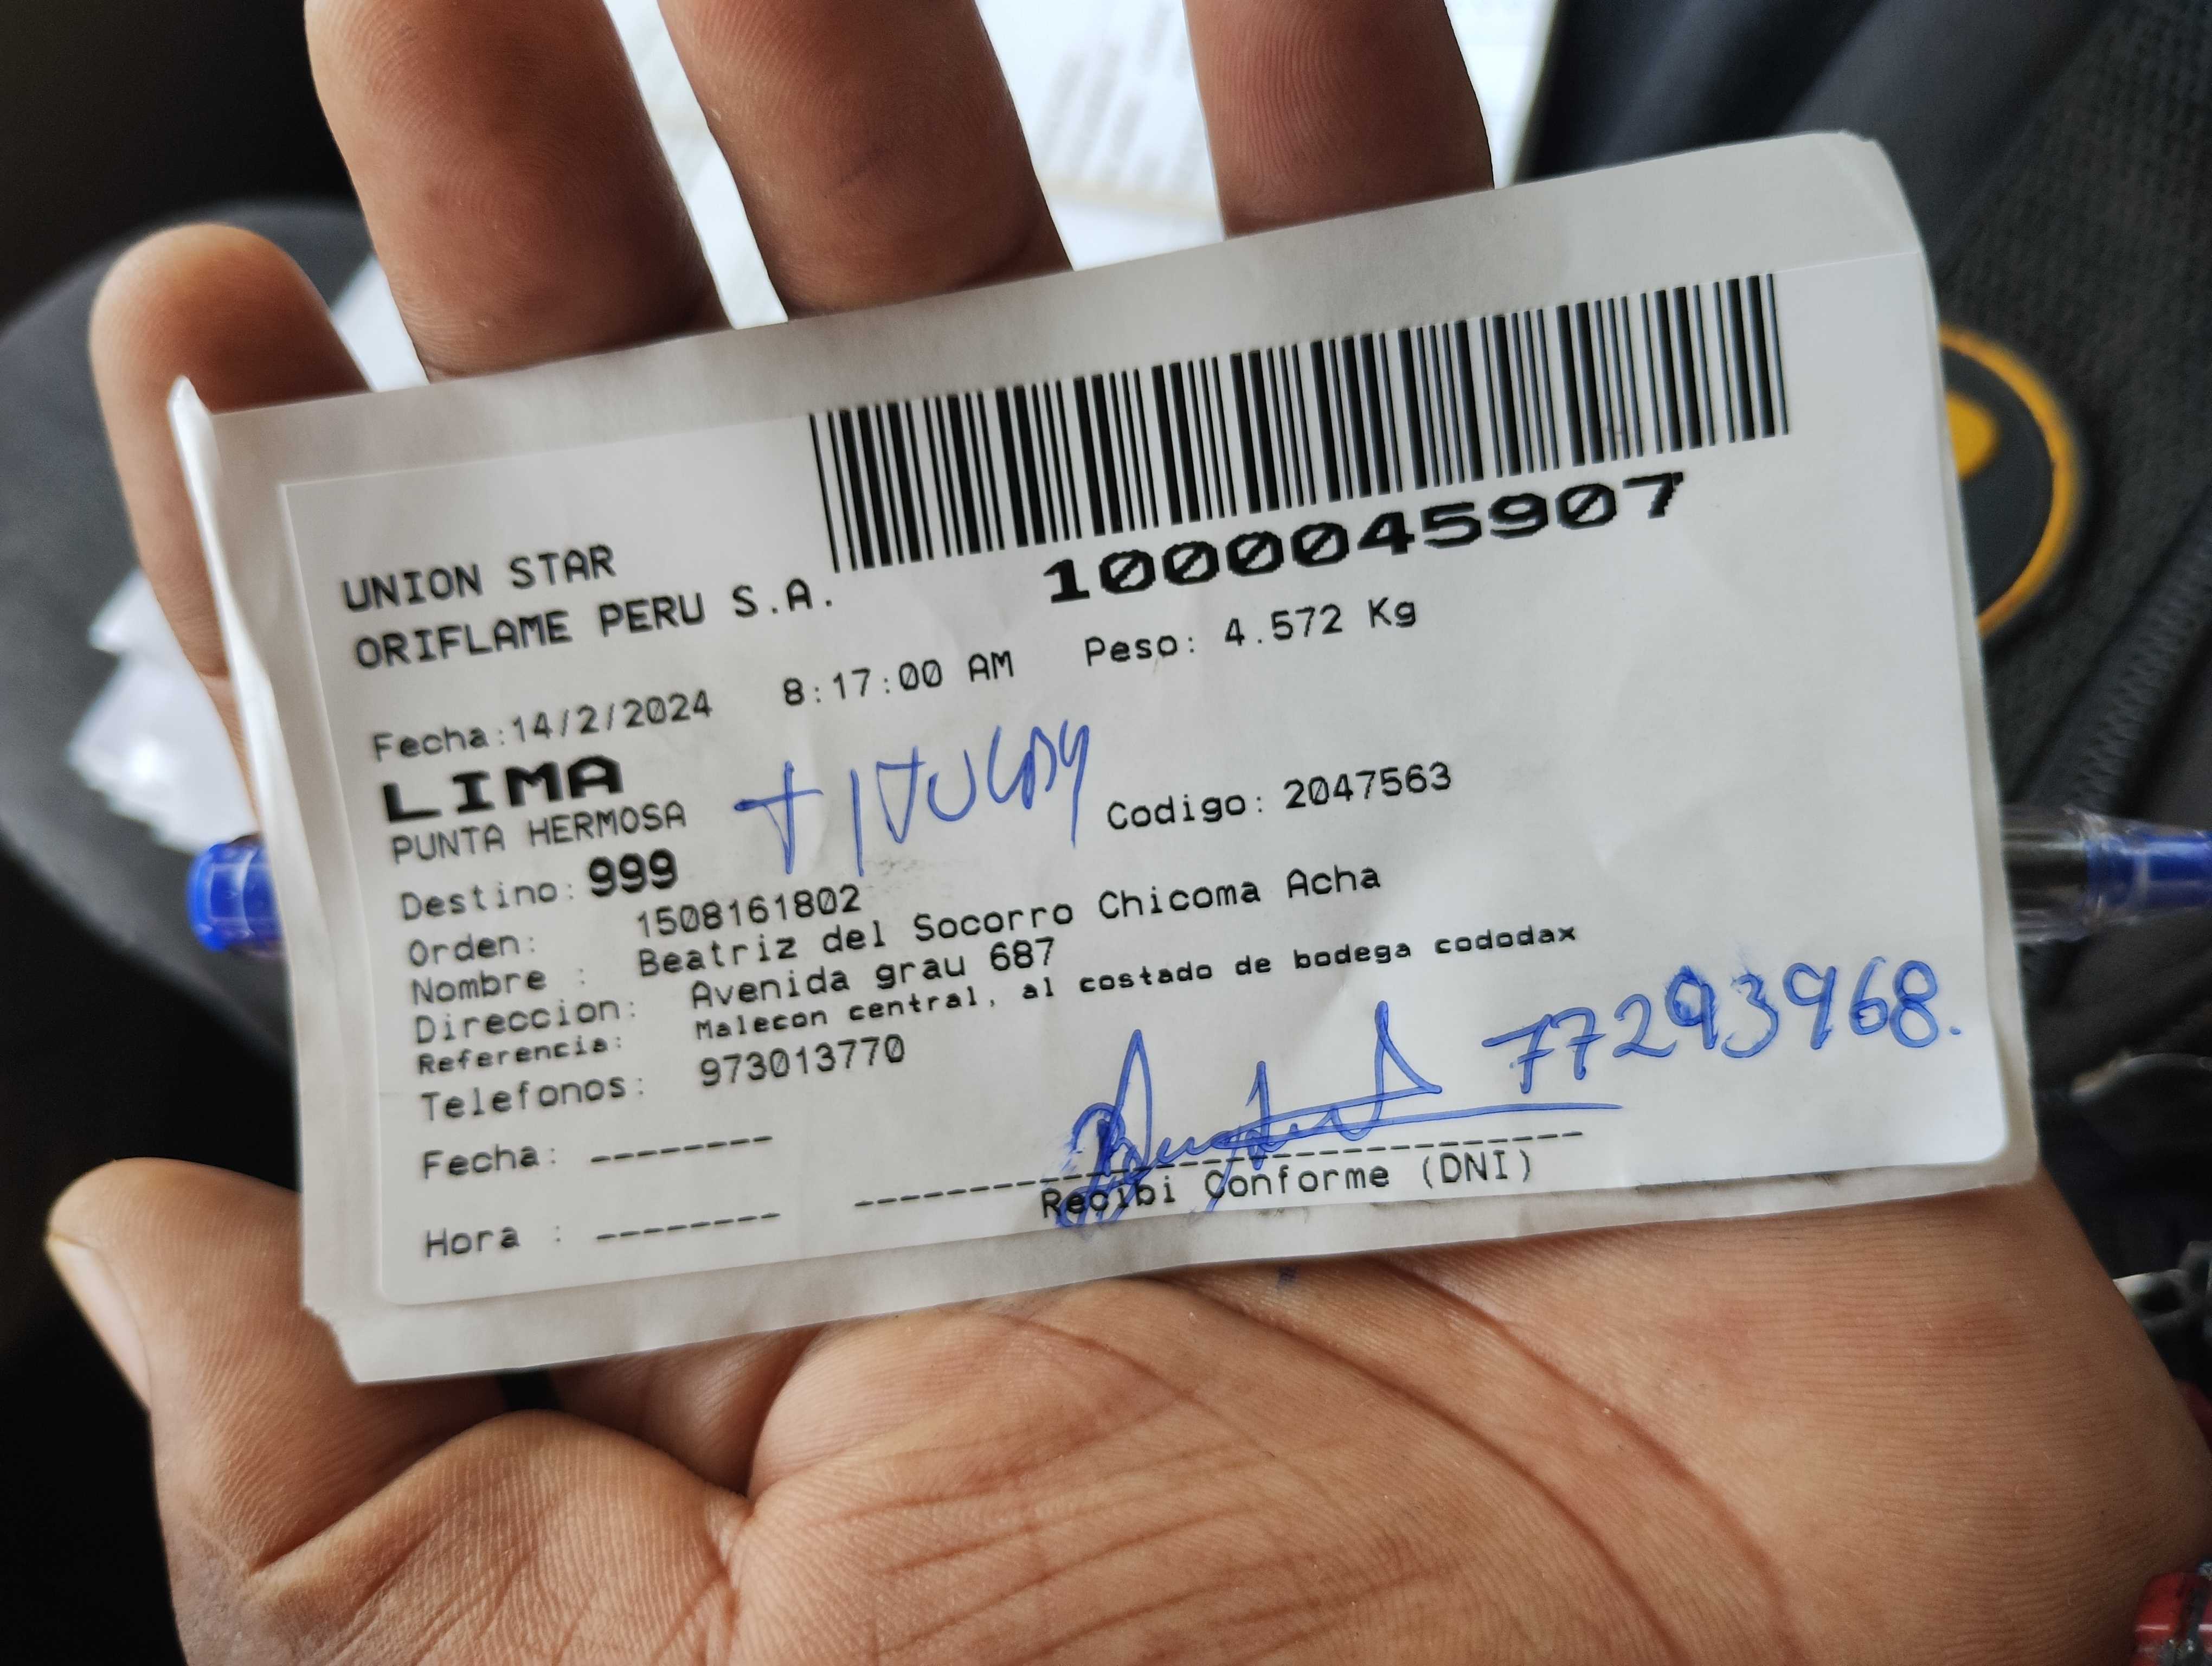 1000045907
UNION STAR
ORIFLAME PERU S.A.
Fecha:14/2/2024 8:17:00 AM Peso: 4.572 Kg
LIMA
PUNTA HERMOSA
TITULAR
Codigo: 2047563
Destino: 999
Orden: 1508161802
Nombre : Beatriz del Socorro Chicoma Acha
Direccion: Avenida grau 687
Referencia: Malecon central, al costado de bodega cododax
Telefonos: 973013770
77293968.
Fecha: --------
Hora : --------
Recibi Conforme (DNI)